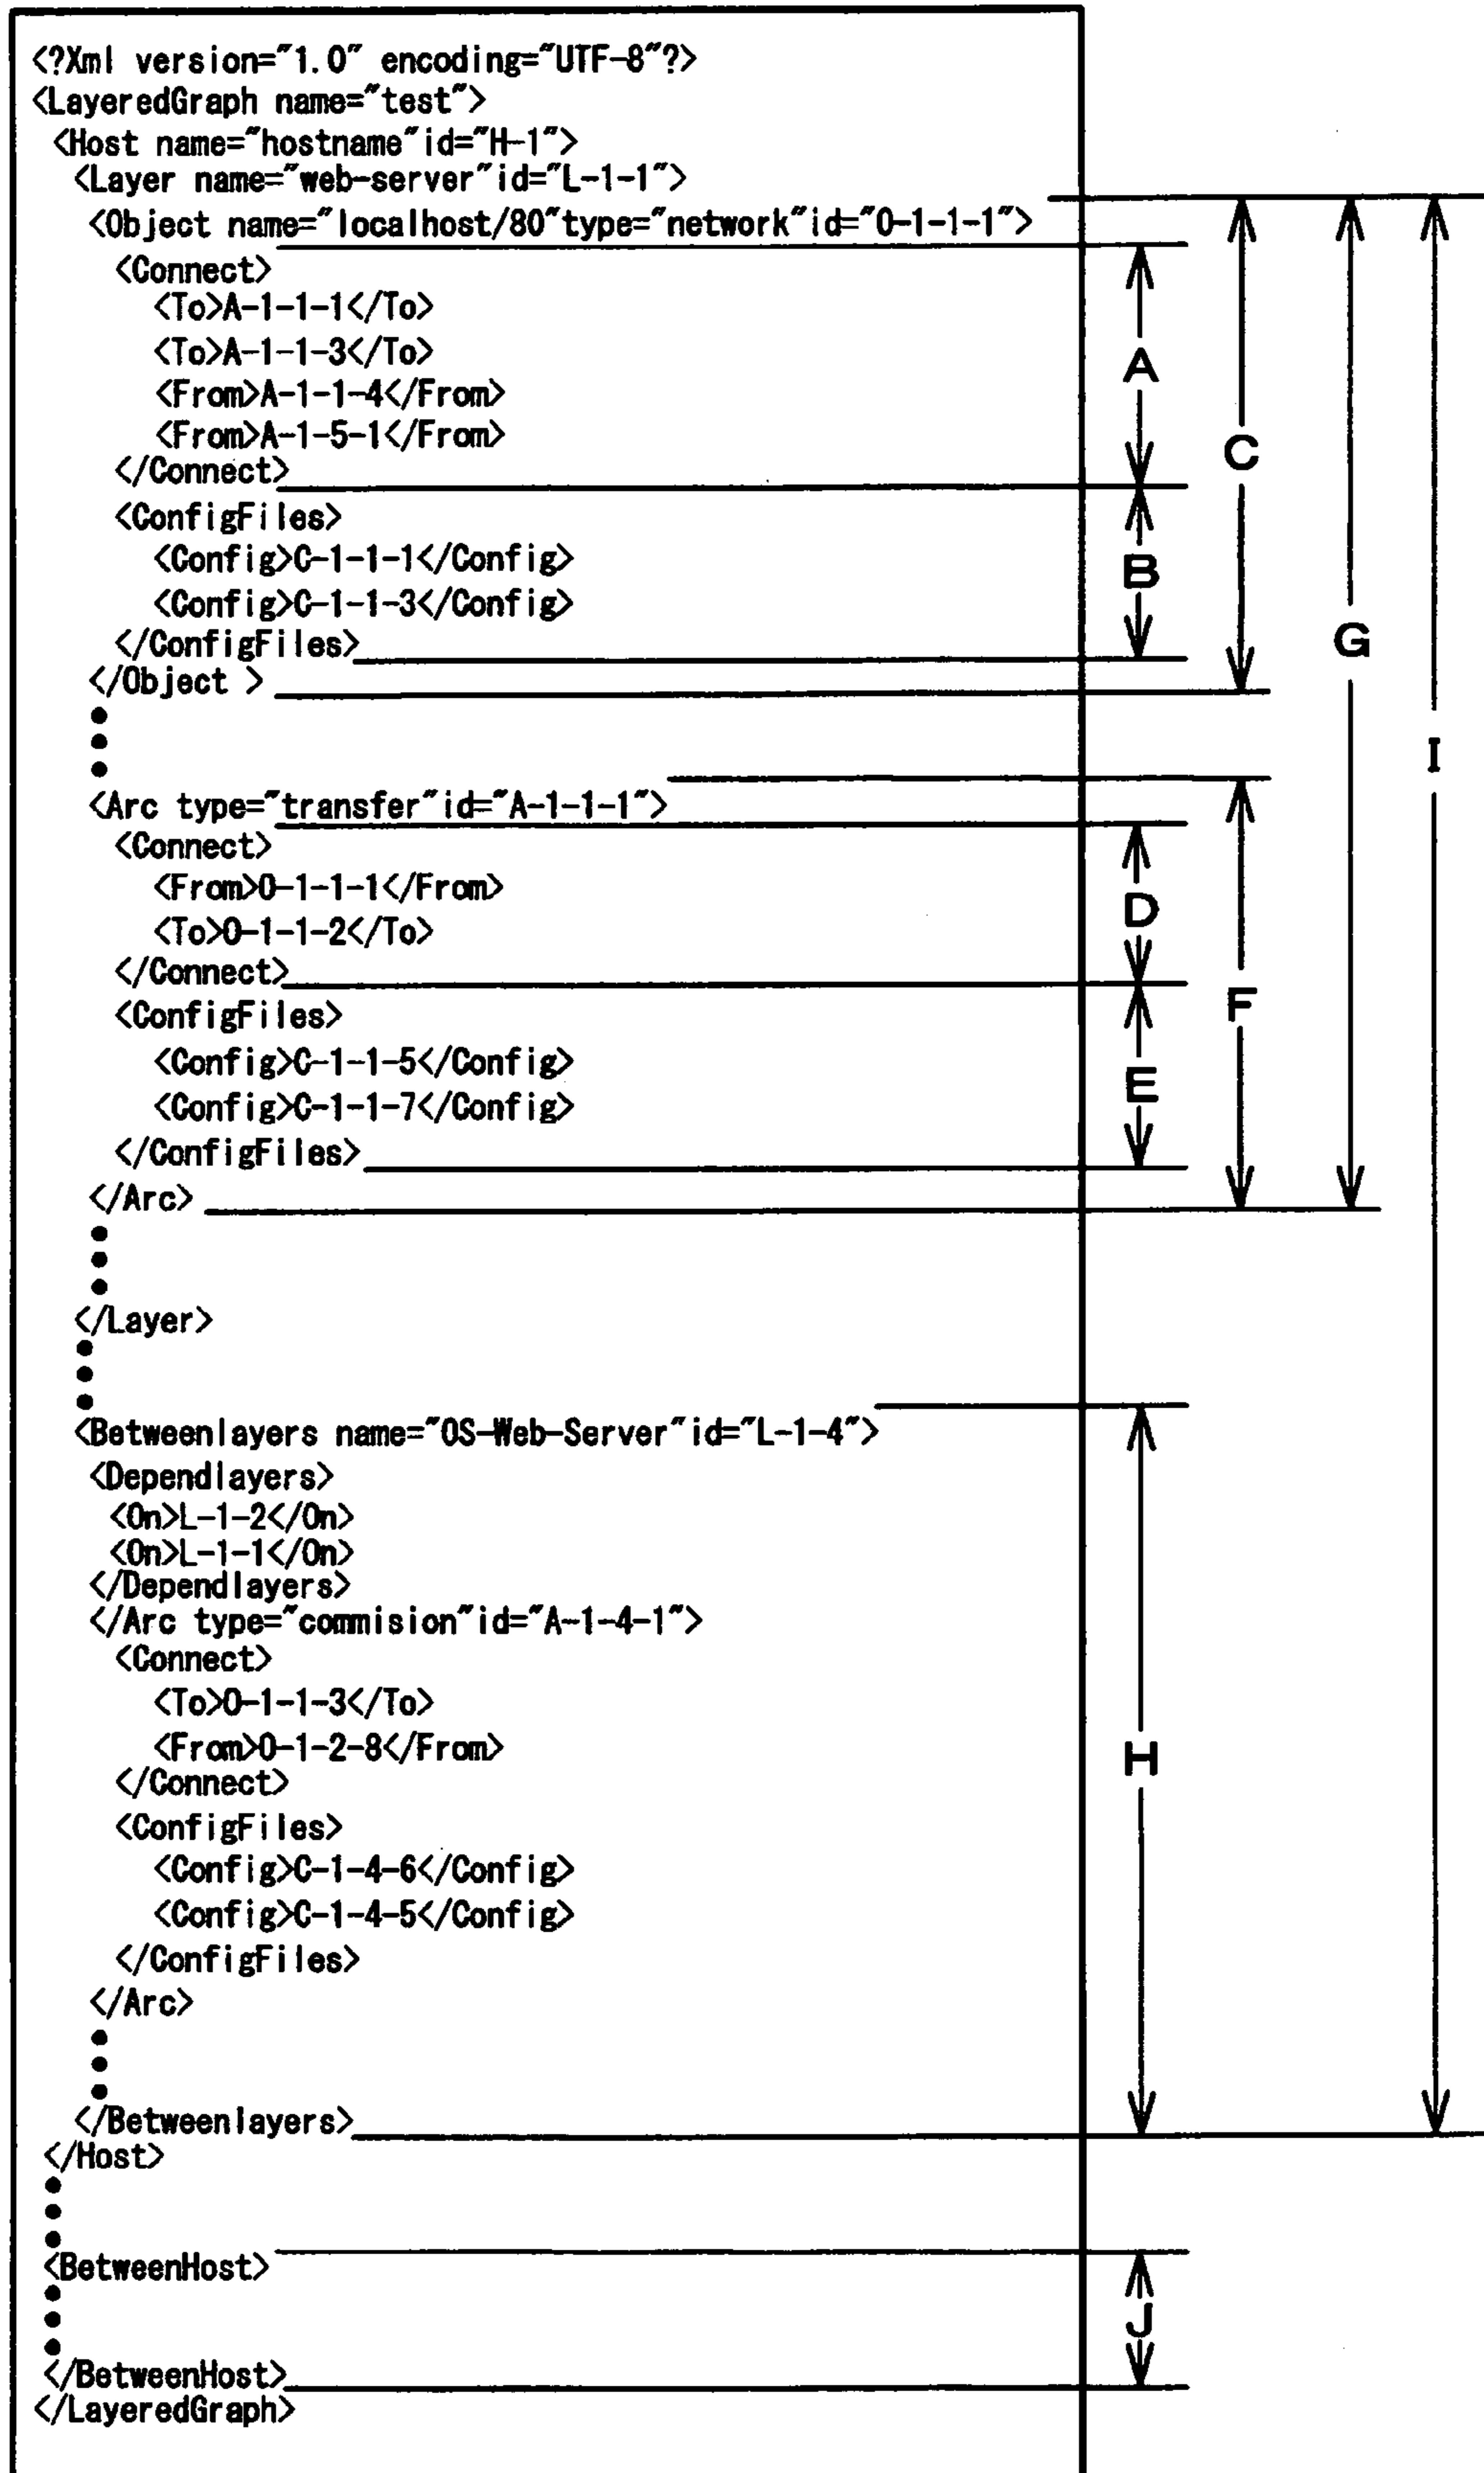 <?Xml version="1.0" encoding="UTF-8"?>
<LayeredGraph name="test">
<Host name="hostname"id="H-1">
<Layer name="web-server"id="L-1-1">
<Object name="localhost/80"type="network"id="O-1-1-1">
<Connect>
<To>A-1-1-1</To>
<To>A-1-1-3</To>
<From>A-1-1-4</From>
<From>A-1-5-1</From>
</Connect>
<ConfigFiles>
<Config>C-1-1-1</Config>
<Config>C-1-1-3</Config>
</ConfigFiles>
</Object >
<Arc type="transfer"id="A-1-1-1">
<Connect>
<From>O-1-1-1</From>
<To>O-1-1-2</To>
</Connect>
<ConfigFiles>
<Config>C-1-1-5</Config>
<Config>C-1-1-7</Config>
</ConfigFiles>
</Arc>
</Layer>
<Betweenlayers name="OS-Web-Server"id="L-1-4">
<Dependlayers>
<On>L-1-2</On>
<On>L-1-1</On>
</Dependlayers>
</Arc type="commision"id="A-1-4-1">
<Connect>
<To>O-1-1-3</To>
<From>O-1-2-8</From>
</Connect>
<ConfigFiles>
<Config>C-1-4-6</Config>
<Config>C-1-4-5</Config>
</ConfigFiles>
</Arc>
</Betweenlayers>
</Host>
<BetweenHost>
</BetweenHost>
</LayeredGraph>
A
B
C
D
E
F
G
H
I
J